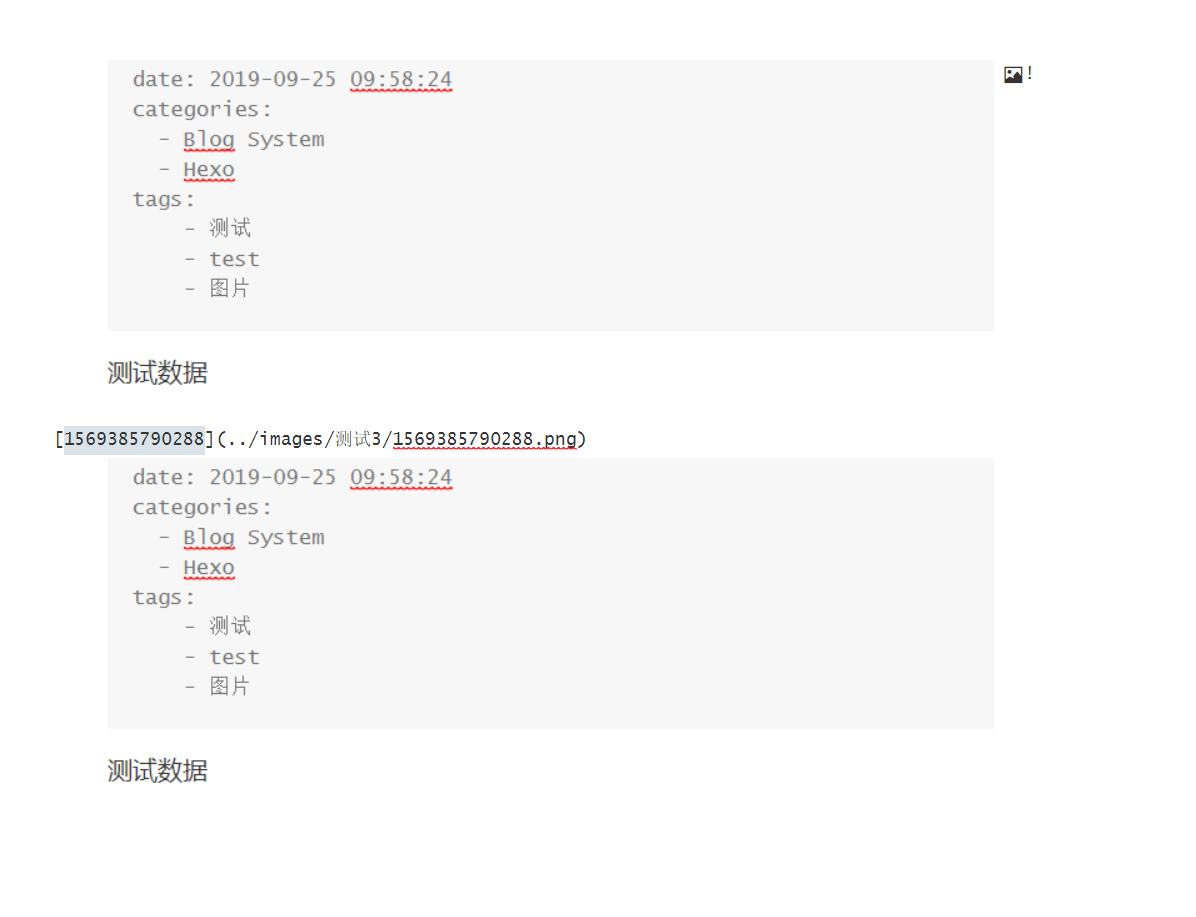 date: 2019-09-25 09:58:24
!
categories:
- Blog System
- Hexo
tags:
- 测试
- test
- 图片
测试数据
[1569385790288](../images/测试3/1569385790288.png)
date: 2019-09-25 09:58:24
categories:
- Blog System
- Hexo
tags:
- 测试
- test
- 图片
测试数据